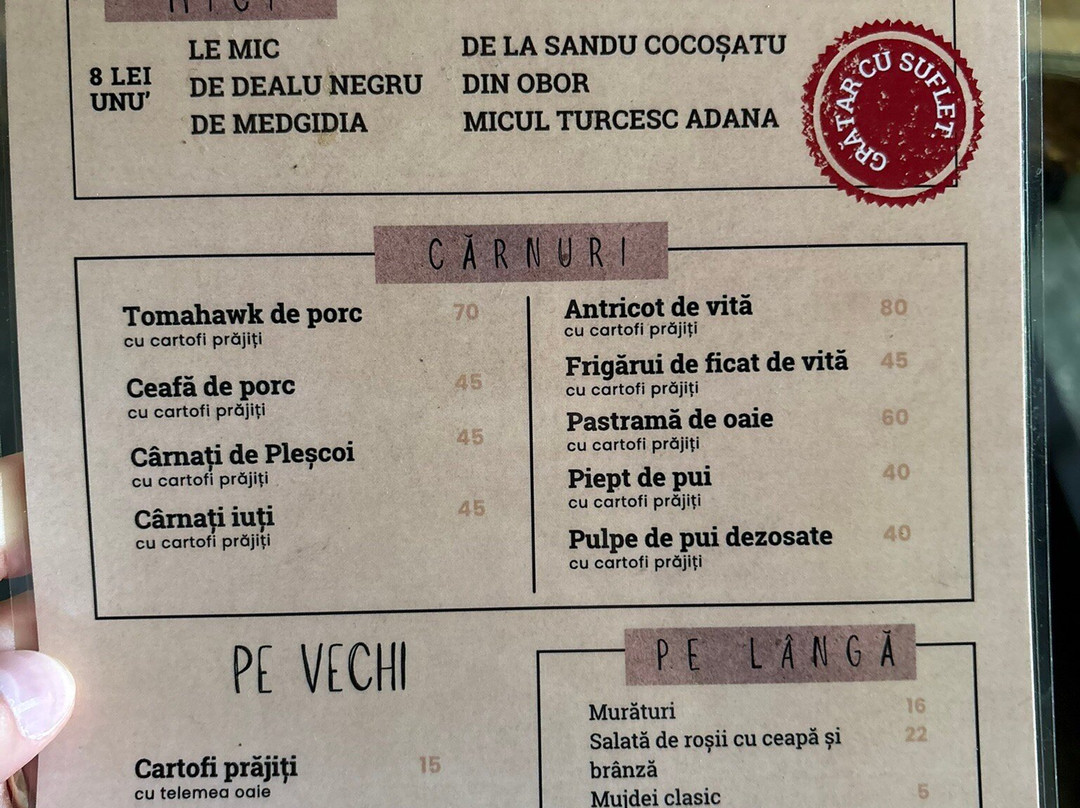 MICI
8 LEI
UNU'
LE MIC
DE DEALU NEGRU
DE MEDGIDIA
DE LA SANDU COCOȘATU
DIN OBOR
MICUL TURCESC ADANA
GRĂTAR CU SUFLET
CĂRNURI
Tomahawk de porc 70
cu cartofi prăjiți
Ceafă de porc 45
cu cartofi prăjiți
Cârnați de Pleșcoi 45
cu cartofi prăjiți
Cârnați iuți 45
cu cartofi prăjiți
Antricot de vită 80
cu cartofi prăjiți
Frigărui de ficat de vită 45
cu cartofi prăjiți
Pastramă de oaie 60
cu cartofi prăjiți
Piept de pui 40
cu cartofi prăjiți
Pulpe de pui dezosate 40
cu cartofi prăjiți
PE VECHI
Cartofi prăjiți 15
cu telemea oaie
PE LÂNGĂ
Murături 16
Salată de roșii cu ceapă și 22
brânză
Mujdei clasic 5